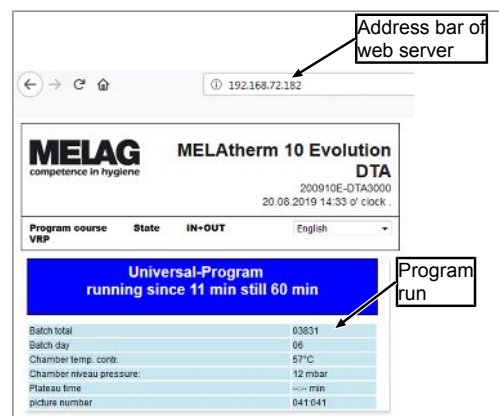 Address bar of
web server
192.168.72.182
MELAG
competence in hygiene
MELAtherm 10 Evolution
DTA
200910E-DTA3000
20.08.2019 14:33 o' clock .
Program course State IN+OUT English
VRP
Univer­sal-Program
running since 11 min still 60 min
Program
run
Batch total 03831
Batch day 06
Chamber temp. contr. 57°C
Chamber niveau pressure: 12 mbar
Plateau time --:-- min
picture number 041:041